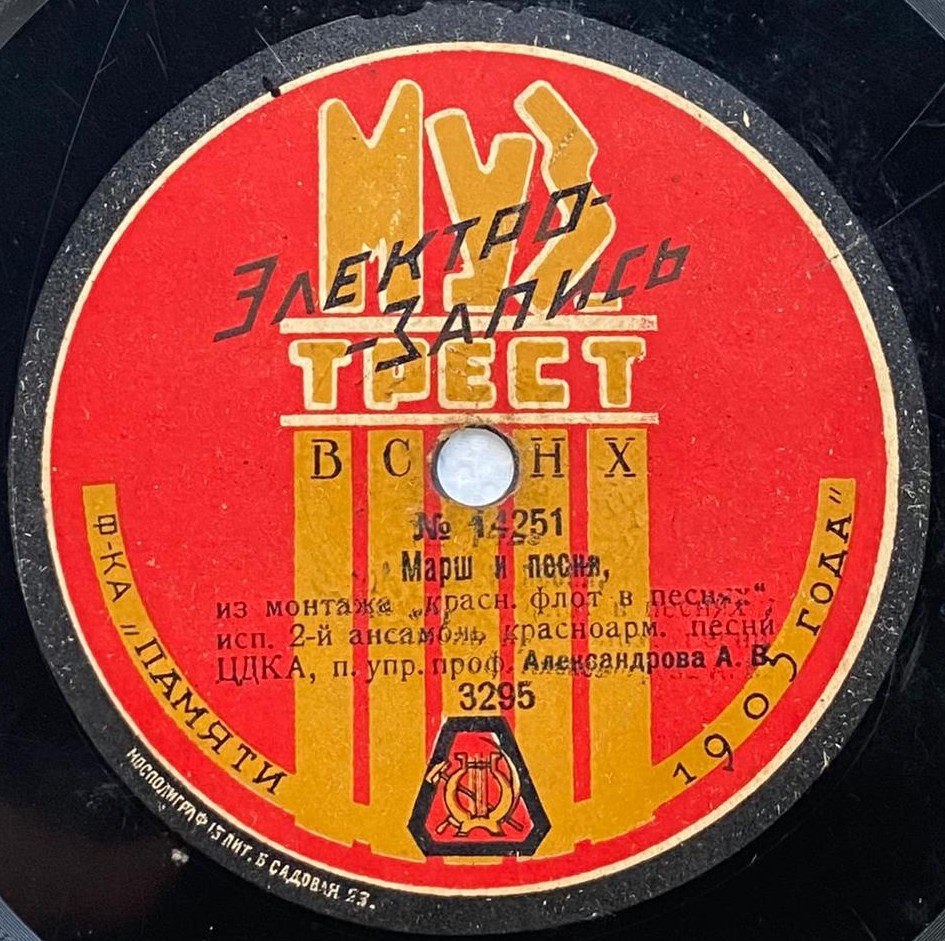 МУЗ
ЭЛЕКТРО-
-ЗАПИСЬ
ТРЕСТ
ВСНХ
№ 14251
Марш и песня,
из монтажа „красн. флот в песнях“,
исп. 2-й ансамбль красноарм. песни
ЦДКА, п. упр. проф. Александрова А. В.
3295
Ф-КА „ПАМЯТИ 1905 ГОДА“
МОСПОЛИГРАФ 13 ЛИТ. Б САДОВАЯ 23.